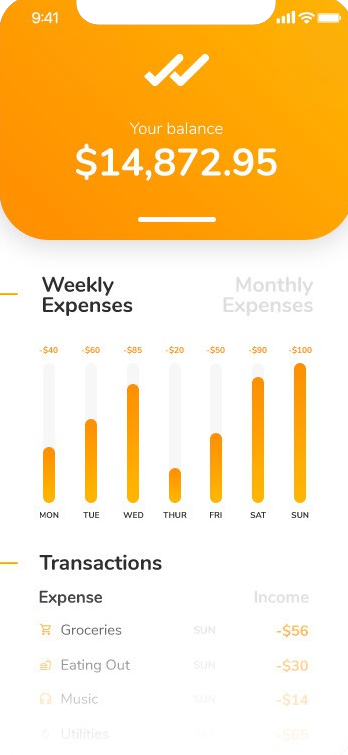 9:41
Your balance
$14,872.95
Weekly Expenses
Monthly Expenses
-$40 -$60 -$85 -$20 -$50 -$90 -$100
MON TUE WED THUR FRI SAT SUN
Transactions
Expense Income
Groceries SUN -$56
Eating Out SUN -$30
Music SUN -$14
Utilities SUN -$65